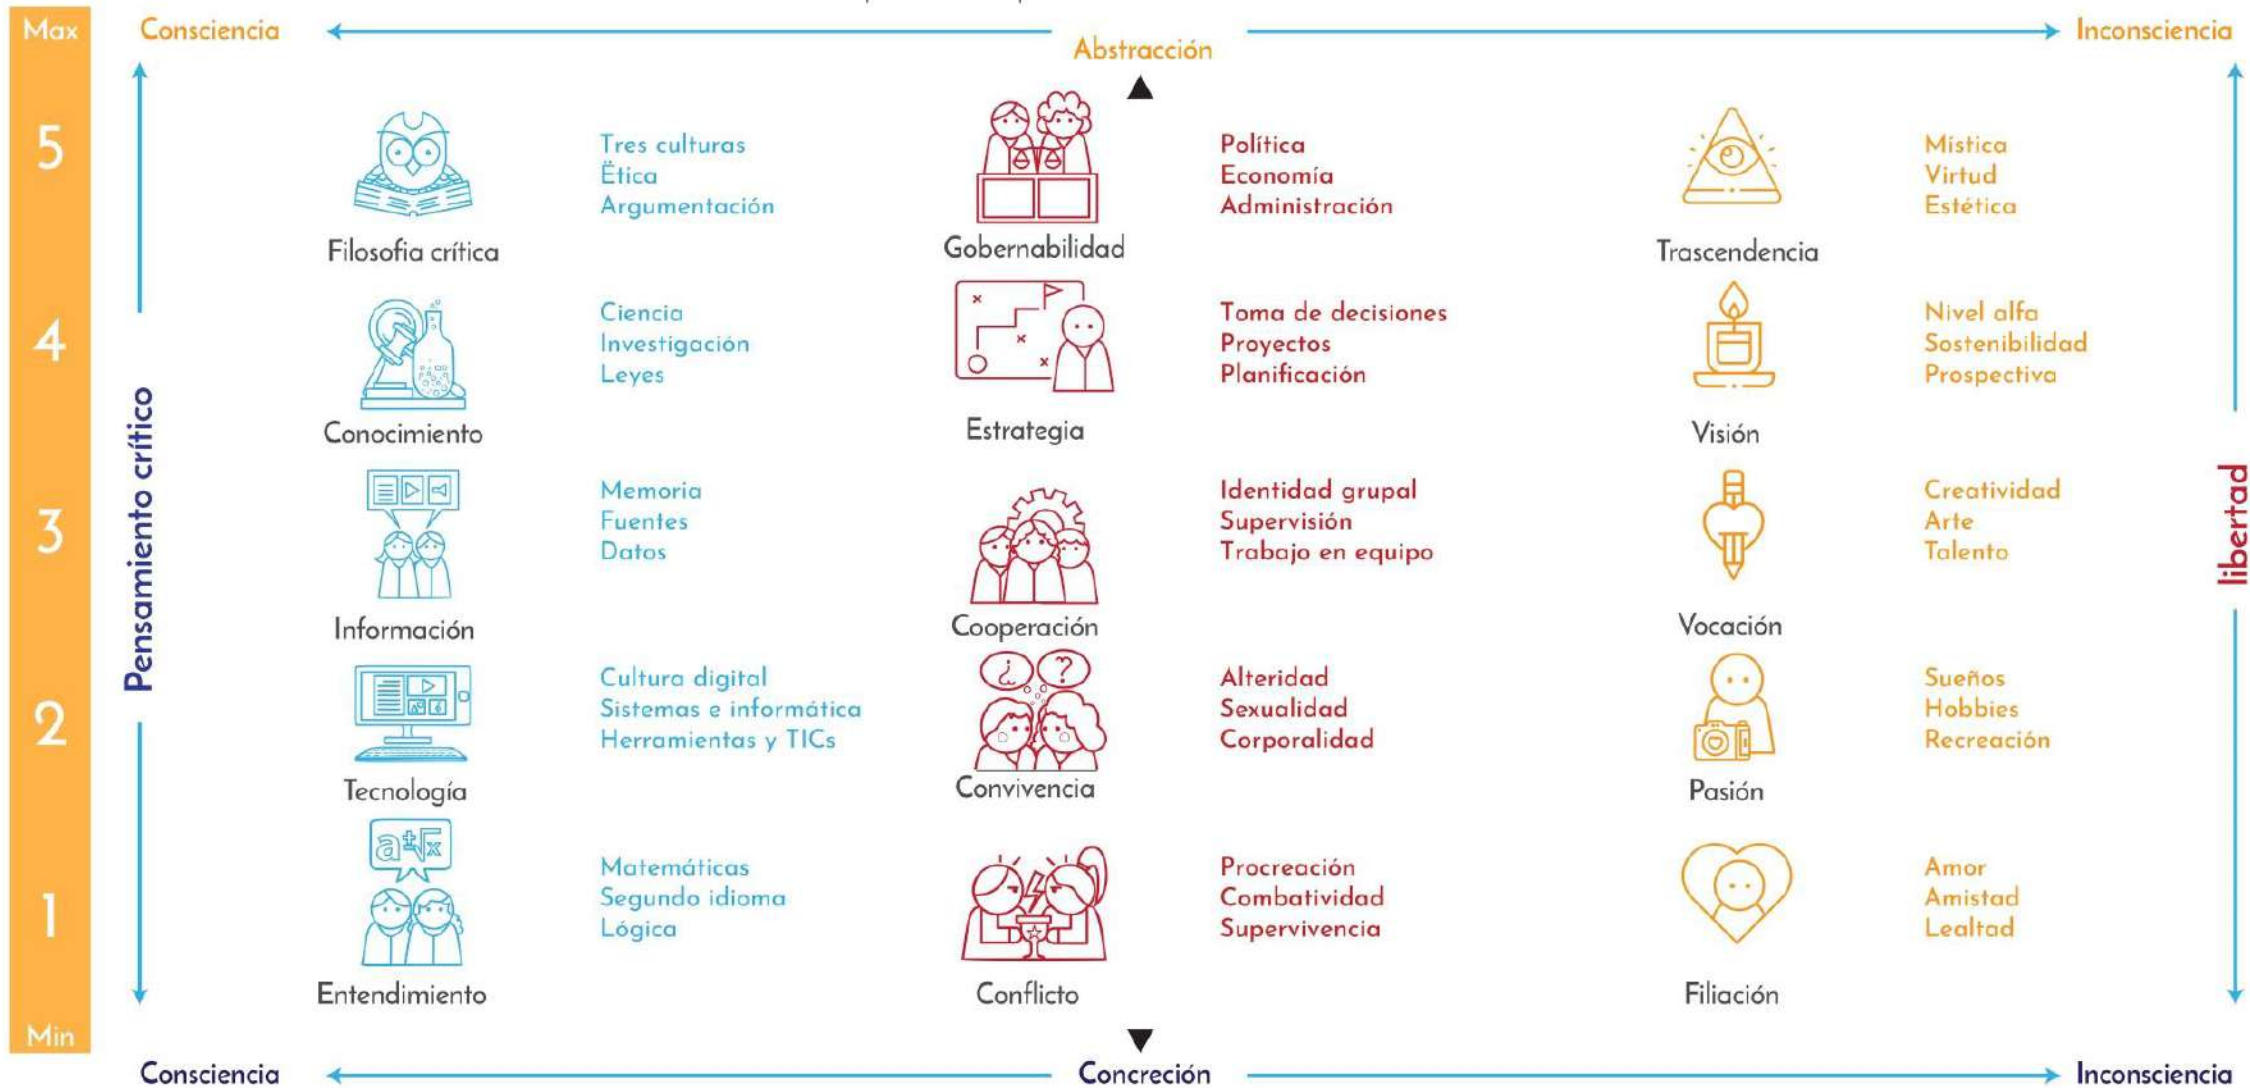 Max
Consciencia
Abstracción
Inconsciencia
5
Filosofia crítica
Tres culturas
Ëtica
Argumentación
Gobernabilidad
Política
Economía
Administración
Trascendencia
Mística
Virtud
Estética
4
Conocimiento
Ciencia
Investigación
Leyes
Estrategia
Toma de decisiones
Proyectos
Planificación
Visión
Nivel alfa
Sostenibilidad
Prospectiva
Pensamiento crítico
libertad
3
Información
Memoria
Fuentes
Datos
Cooperación
Identidad grupal
Supervisión
Trabajo en equipo
Vocación
Creatividad
Arte
Talento
2
Tecnología
Cultura digital
Sistemas e informática
Herramientas y TICs
¿ ?
Convivencia
Alteridad
Sexualidad
Corporalidad
Pasión
Sueños
Hobbies
Recreación
1
a±√x
Entendimiento
Matemáticas
Segundo idioma
Lógica
Conflicto
Procreación
Combatividad
Supervivencia
Filiación
Amor
Amistad
Lealtad
Min
Consciencia
Concreción
Inconsciencia